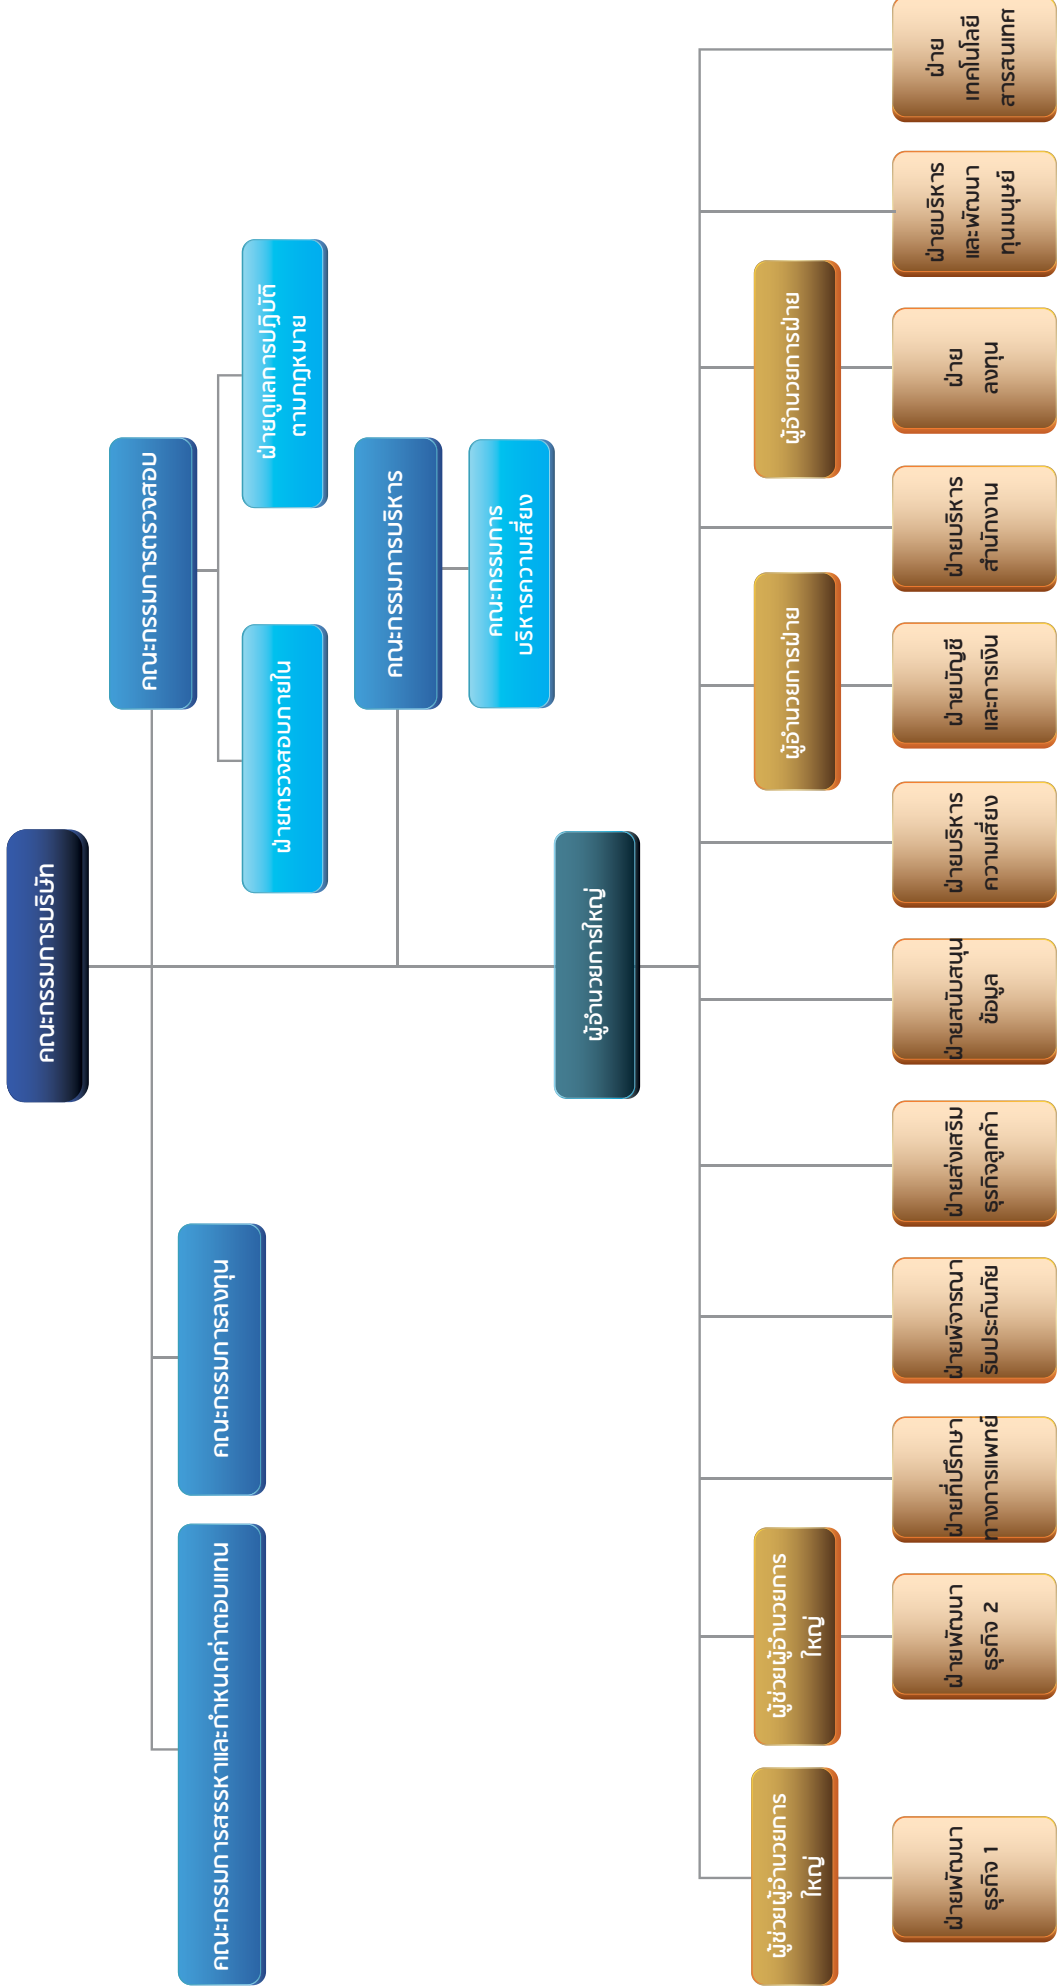 คณะกรรมการบริษัท
คณะกรรมการตรวจสอบ
ฝ่ายตรวจสอบภายใน
ฝ่ายดูแลการปฏิบัติ
ตามกฎหมาย
คณะกรรมการสรรหาและกำหนดค่าตอบแทน
คณะกรรมการลงทุน
คณะกรรมการบริหาร
คณะกรรมการ
บริหารความเสี่ยง
ผู้อำนวยการใหญ่
ผู้ช่วยผู้อำนวยการ
ใหญ่
ผู้ช่วยผู้อำนวยการ
ใหญ่
ผู้อำนวยการฝ่าย
ผู้อำนวยการฝ่าย
ฝ่ายพัฒนา
ธุรกิจ 1
ฝ่ายพัฒนา
ธุรกิจ 2
ฝ่ายที่ปรึกษา
ทางการแพทย์
ฝ่ายพิจารณา
รับประกันภัย
ฝ่ายส่งเสริม
ธุรกิจลูกค้า
ฝ่ายสนับสนุน
ข้อมูล
ฝ่ายบริหาร
ความเสี่ยง
ฝ่ายบัญชี
และการเงิน
ฝ่ายบริหาร
สำนักงาน
ฝ่าย
ลงทุน
ฝ่ายบริหาร
และพัฒนา
ทุนมนุษย์
ฝ่าย
เทคโนโลยี
สารสนเทศ